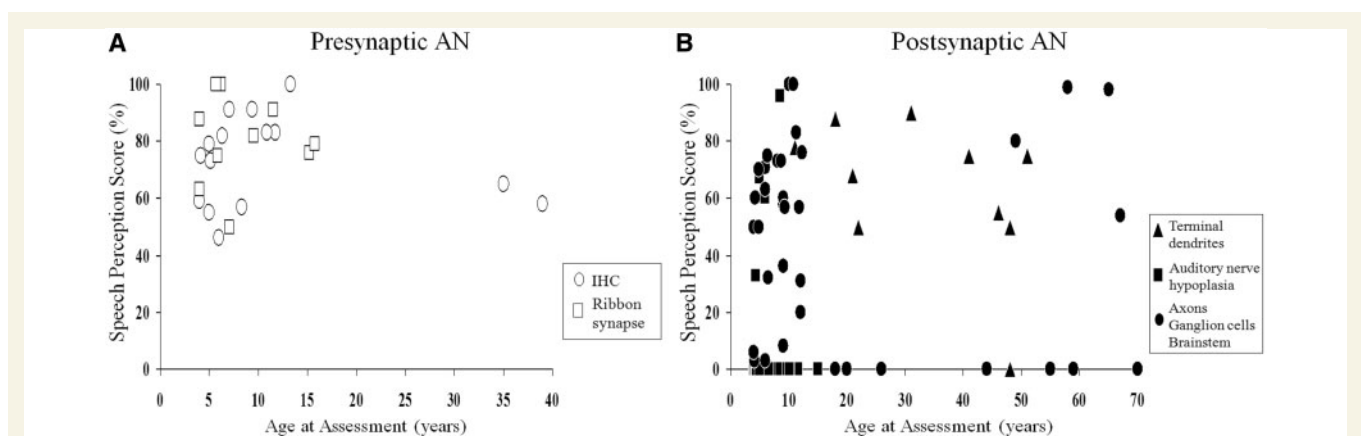 A
Presynaptic AN
Speech Perception Score (%)
100
80
60
40
20
0
0 5 10 15 20 25 30 35 40
Age at Assessment (years)
IHC
Ribbon
synapse
B
Postsynaptic AN
Speech Perception Score (%)
100
80
60
40
20
0
0 10 20 30 40 50 60 70
Age at Assessment (years)
Terminal
dendrites
Auditory nerve
hypoplasia
Axons
Ganglion cells
Brainstem